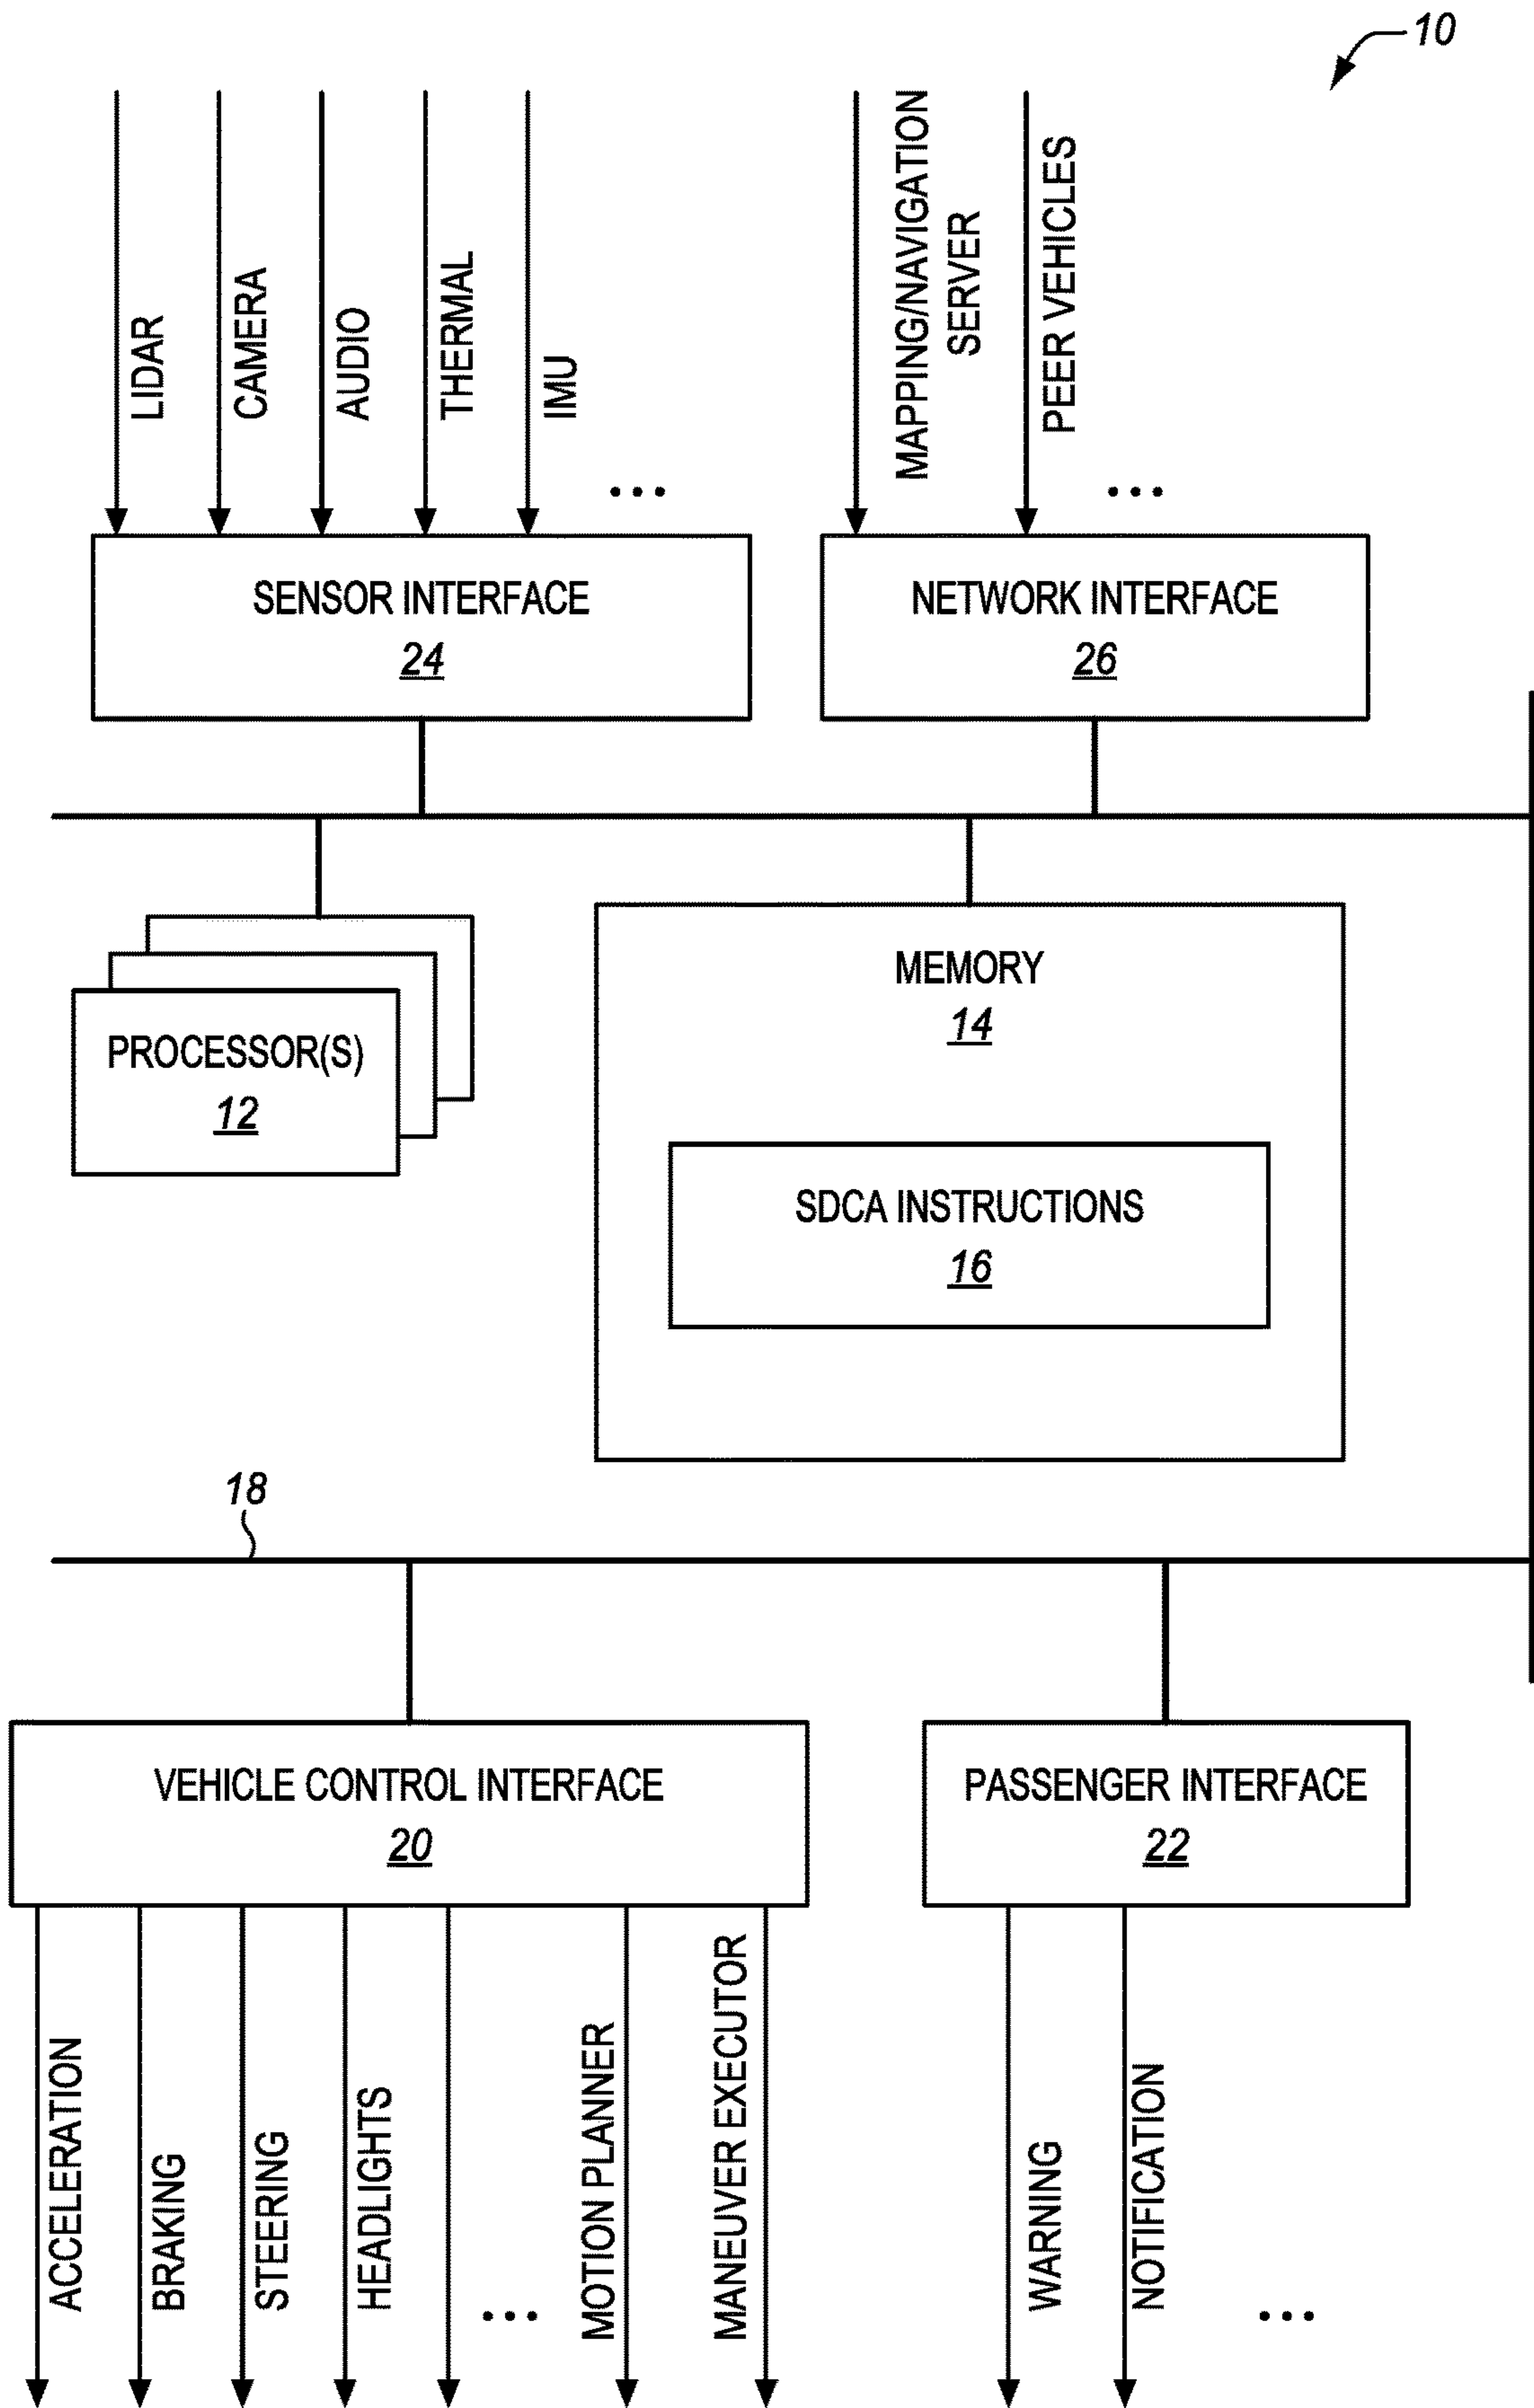 10
LIDAR
CAMERA
AUDIO
THERMAL
IMU
...
MAPPING/NAVIGATION
SERVER
PEER VEHICLES
...
SENSOR INTERFACE
24
NETWORK INTERFACE
26
PROCESSOR(S)
12
MEMORY
14
SDCA INSTRUCTIONS
16
18
VEHICLE CONTROL INTERFACE
20
PASSENGER INTERFACE
22
ACCELERATION
BRAKING
STEERING
HEADLIGHTS
...
MOTION PLANNER
MANEUVER EXECUTOR
WARNING
NOTIFICATION
...